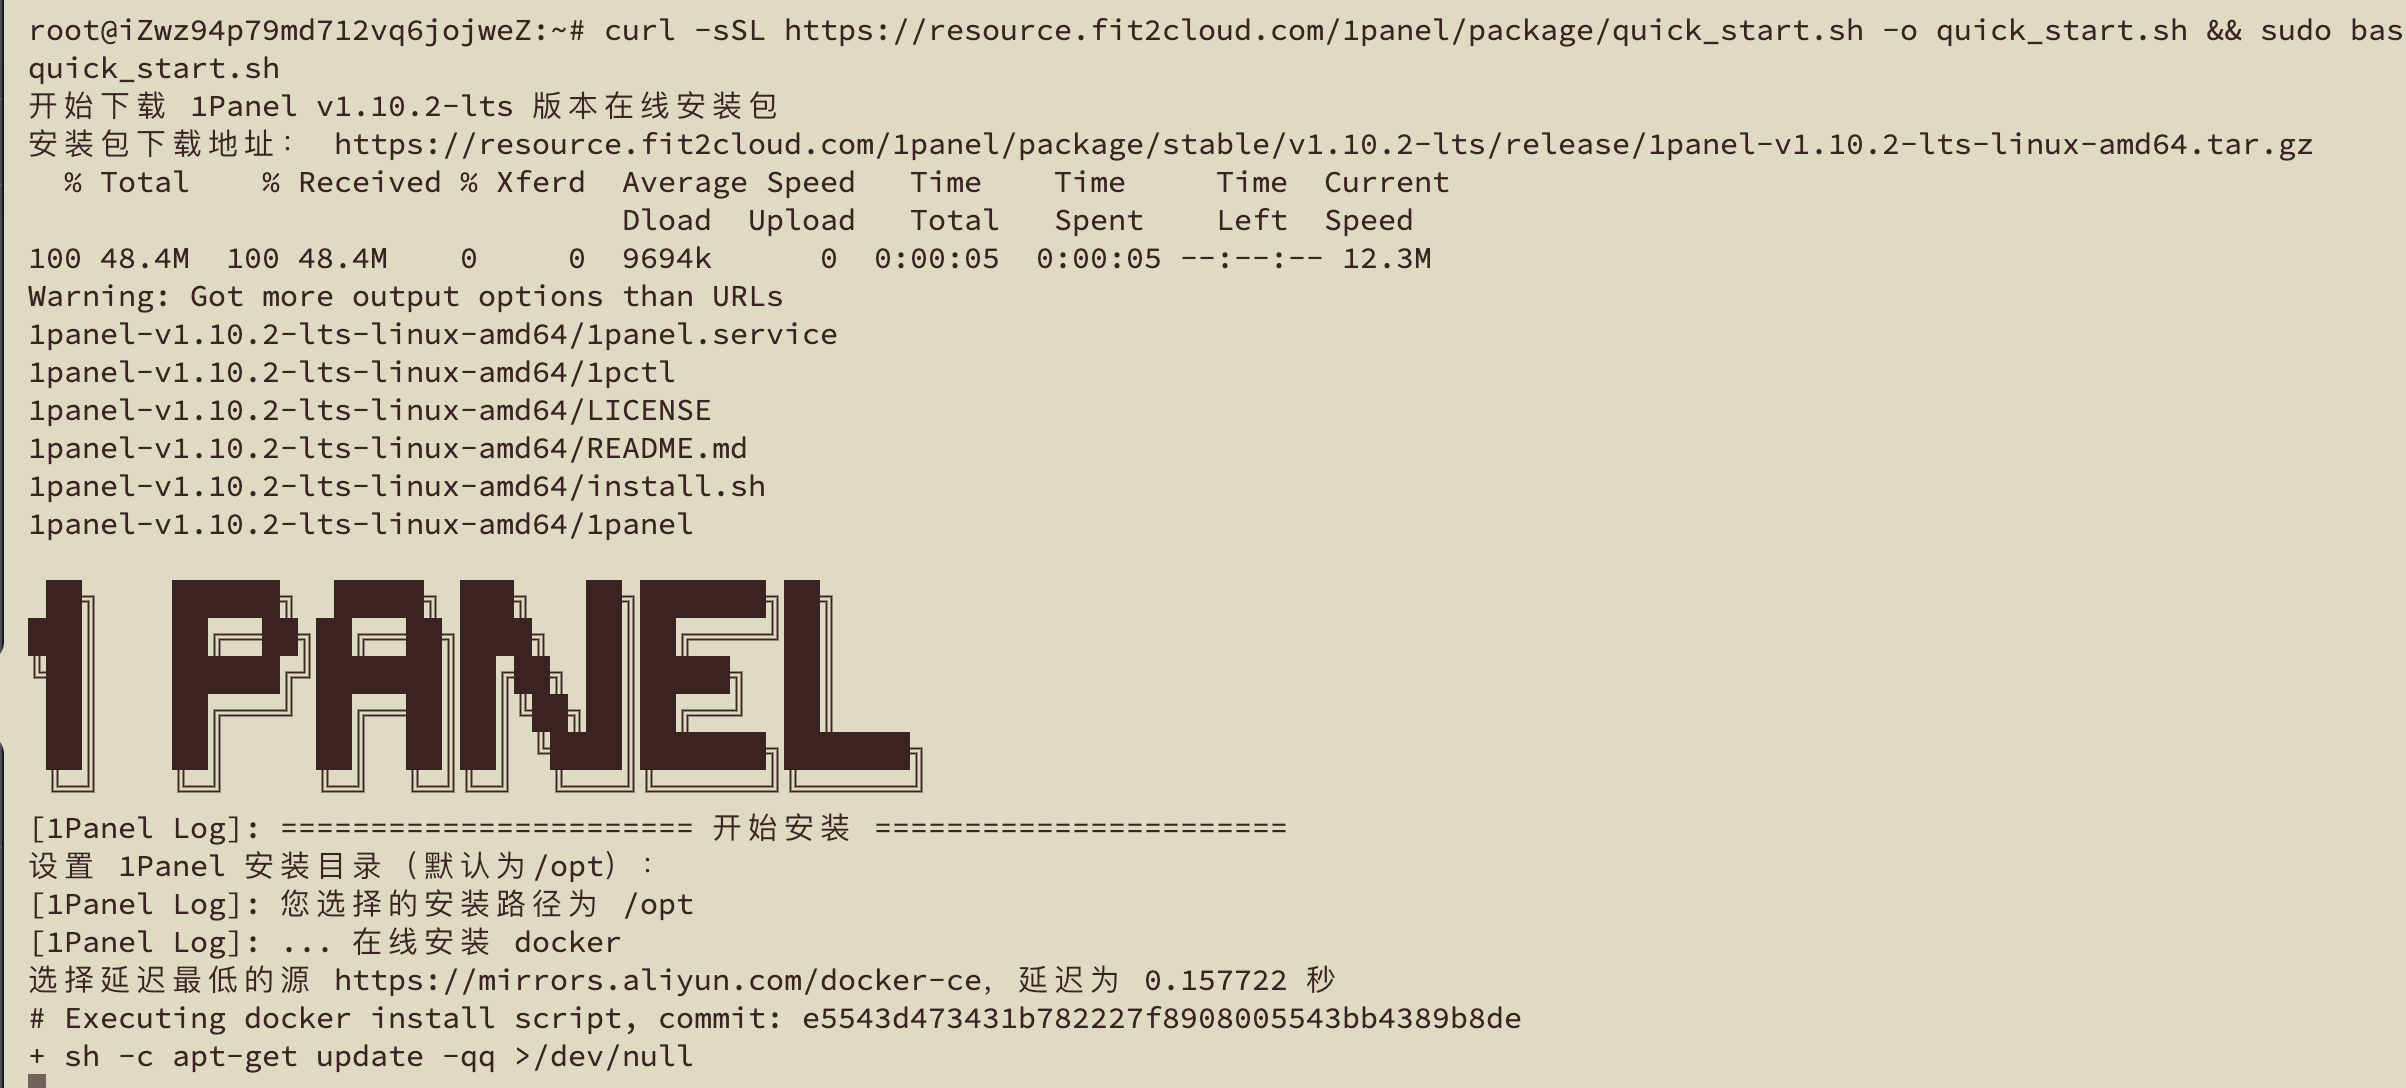 root@iZwz94p79md712vq6jojweZ:~# curl -sSL https://resource.fit2cloud.com/1panel/package/quick_start.sh -o quick_start.sh && sudo bas
quick_start.sh
开始下载 1Panel v1.10.2-lts 版本在线安装包
安装包下载地址： https://resource.fit2cloud.com/1panel/package/stable/v1.10.2-lts/release/1panel-v1.10.2-lts-linux-amd64.tar.gz
% Total % Received % Xferd Average Speed Time Time Time Current
Dload Upload Total Spent Left Speed
100 48.4M 100 48.4M 0 0 9694k 0 0:00:05 0:00:05 --:--:-- 12.3M
Warning: Got more output options than URLs
1panel-v1.10.2-lts-linux-amd64/1panel.service
1panel-v1.10.2-lts-linux-amd64/1pctl
1panel-v1.10.2-lts-linux-amd64/LICENSE
1panel-v1.10.2-lts-linux-amd64/README.md
1panel-v1.10.2-lts-linux-amd64/install.sh
1panel-v1.10.2-lts-linux-amd64/1panel
1 PANEL
[1Panel Log]: ======================= 开始安装 =======================
设置 1Panel 安装目录（默认为/opt）：
[1Panel Log]: 您选择的安装路径为 /opt
[1Panel Log]: ... 在线安装 docker
选择延迟最低的源 https://mirrors.aliyun.com/docker-ce，延迟为 0.157722 秒
# Executing docker install script, commit: e5543d473431b782227f8908005543bb4389b8de
+ sh -c apt-get update -qq >/dev/null